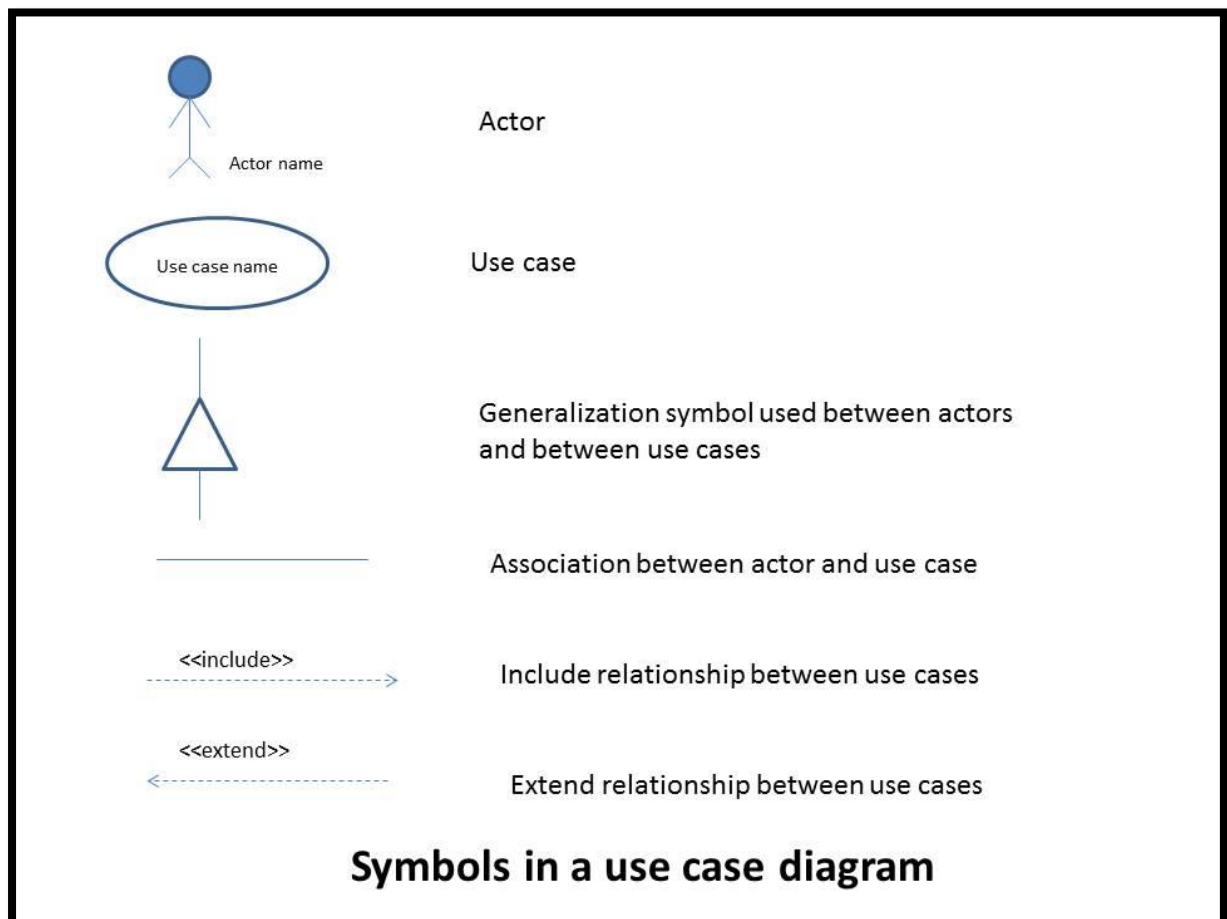 Actor
Actor name
Use case name
Use case
Generalization symbol used between actors
and between use cases
Association between actor and use case
<<include>>
Include relationship between use cases
<<extend>>
Extend relationship between use cases
Symbols in a use case diagram